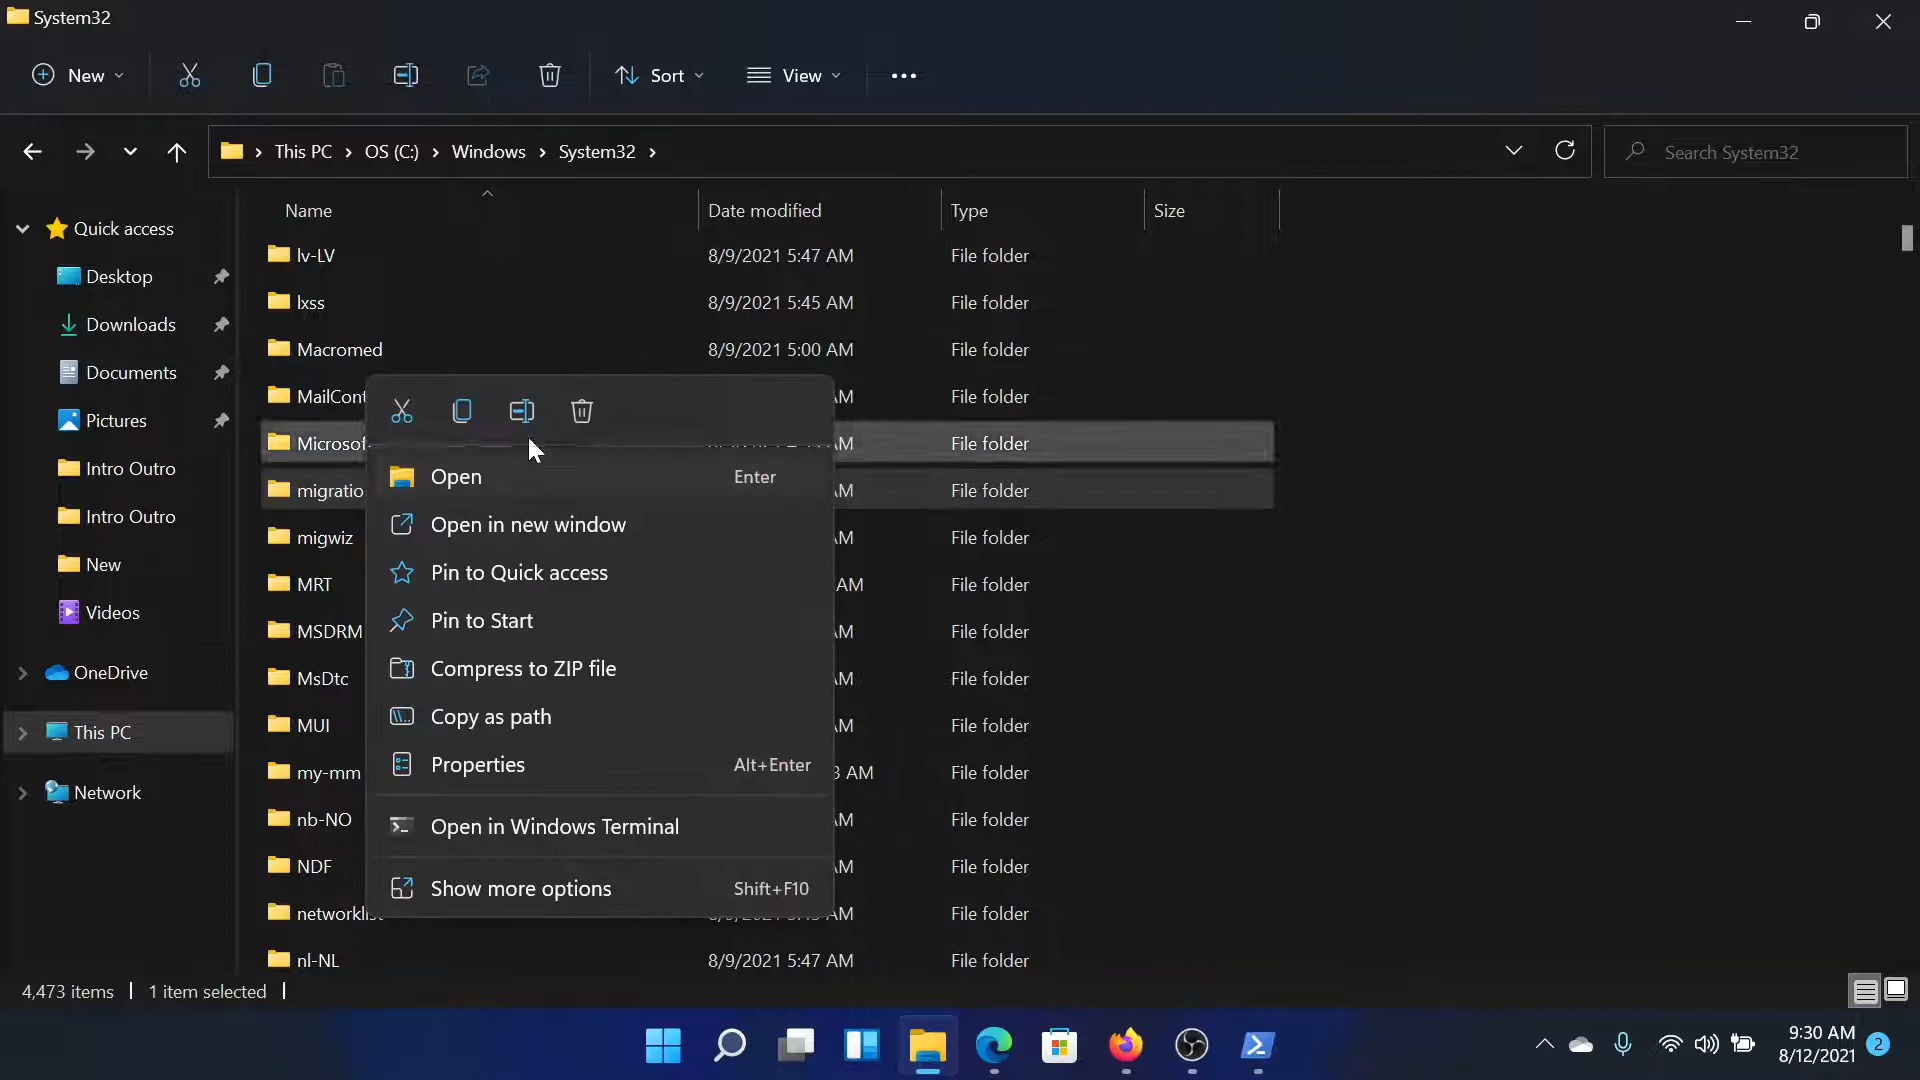 System32
New
Sort
View
This PC OS (C:) Windows System32
Search System32
Name
Date modified
Type
Size
Quick access
Desktop
Downloads
Documents
Pictures
Intro Outro
Intro Outro
New
Videos
OneDrive
This PC
Network
lv-LV 8/9/2021 5:47 AM File folder
lxss 8/9/2021 5:45 AM File folder
Macromed 8/9/2021 5:00 AM File folder
MailCont AM File folder
Microsof AM File folder
migratio AM File folder
migwiz AM File folder
MRT AM File folder
MSDRM AM File folder
MsDtc AM File folder
MUI AM File folder
my-mm 3 AM File folder
nb-NO AM File folder
NDF AM File folder
AM File folder
nl-NL 8/9/2021 5:47 AM File folder
Open Enter
Open in new window
Pin to Quick access
Pin to Start
Compress to ZIP file
Copy as path
Properties Alt+Enter
Open in Windows Terminal
Show more options Shift+F10
4,473 items
1 item selected
9:30 AM
8/12/2021
2